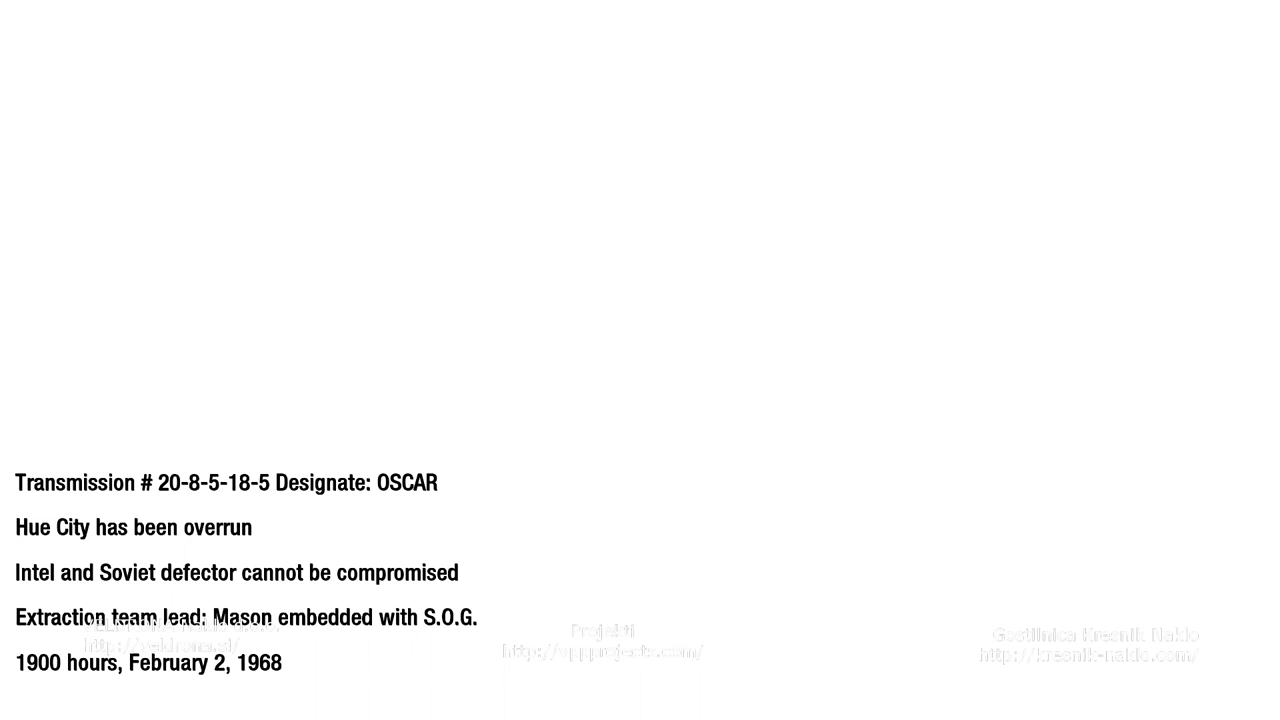 Transmission # 20-8-5-18-5 Designate: OSCAR
Hue City has been overrun
Intel and Soviet defector cannot be compromised
Extraction team lead: Mason embedded with S.O.G.
1900 hours, February 2, 1968
Projekti
Gostilnica Kresnik Naklo
http://kresnik-naklo.com/